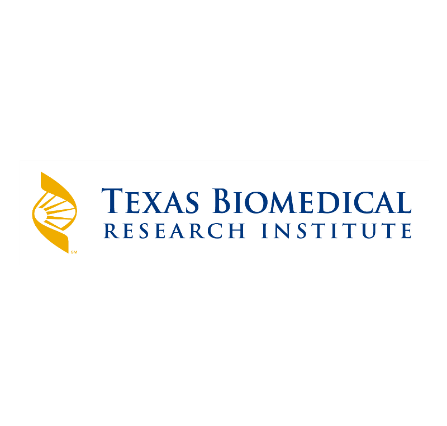 TEXAS BIOMEDICAL
RESEARCH INSTITUTE